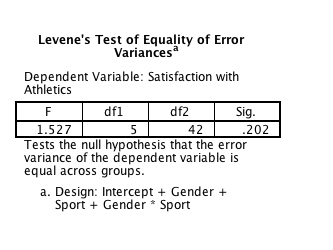 Levene's Test of Equality of Error
Variancesa
Dependent Variable: Satisfaction with
Athletics
F df1 df2 Sig.
1.527 5 42 .202
Tests the null hypothesis that the error
variance of the dependent variable is
equal across groups.
a. Design: Intercept + Gender +
Sport + Gender * Sport